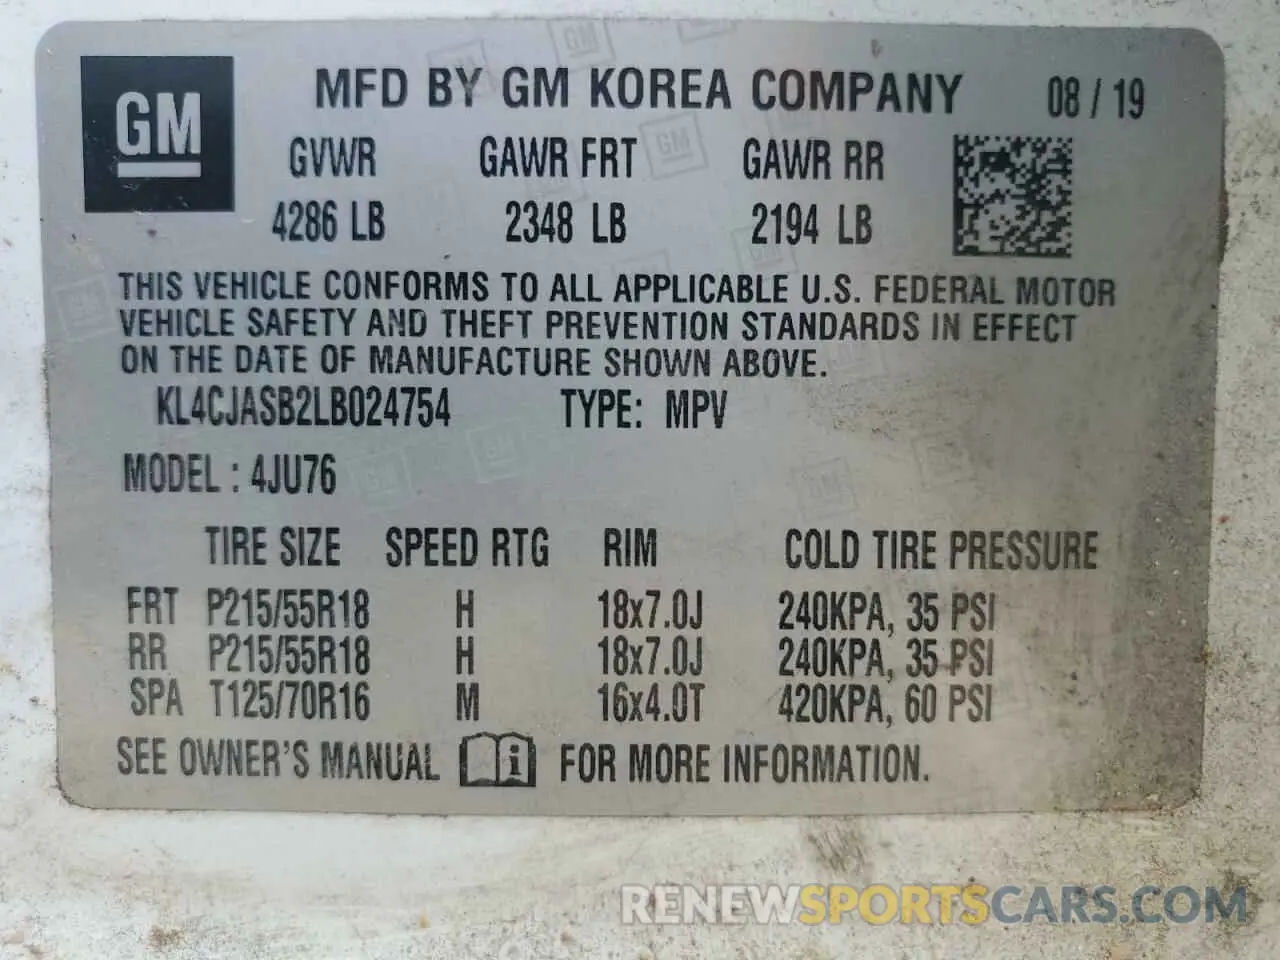 GM
MFD BY GM KOREA COMPANY 08 / 19
GVWR GAWR FRT GAWR RR
4286 LB 2348 LB 2194 LB
THIS VEHICLE CONFORMS TO ALL APPLICABLE U.S. FEDERAL MOTOR
VEHICLE SAFETY AND THEFT PREVENTION STANDARDS IN EFFECT
ON THE DATE OF MANUFACTURE SHOWN ABOVE.
KL4CJASB2LB024754 TYPE: MPV
MODEL : 4JU76
TIRE SIZE SPEED RTG RIM COLD TIRE PRESSURE
FRT P215/55R18 H 18x7.0J 240KPA, 35 PSI
RR P215/55R18 H 18x7.0J 240KPA, 35 PSI
SPA T125/70R16 M 16x4.0T 420KPA, 60 PSI
SEE OWNER'S MANUAL i FOR MORE INFORMATION.
RENEWSPORTSCARS.COM